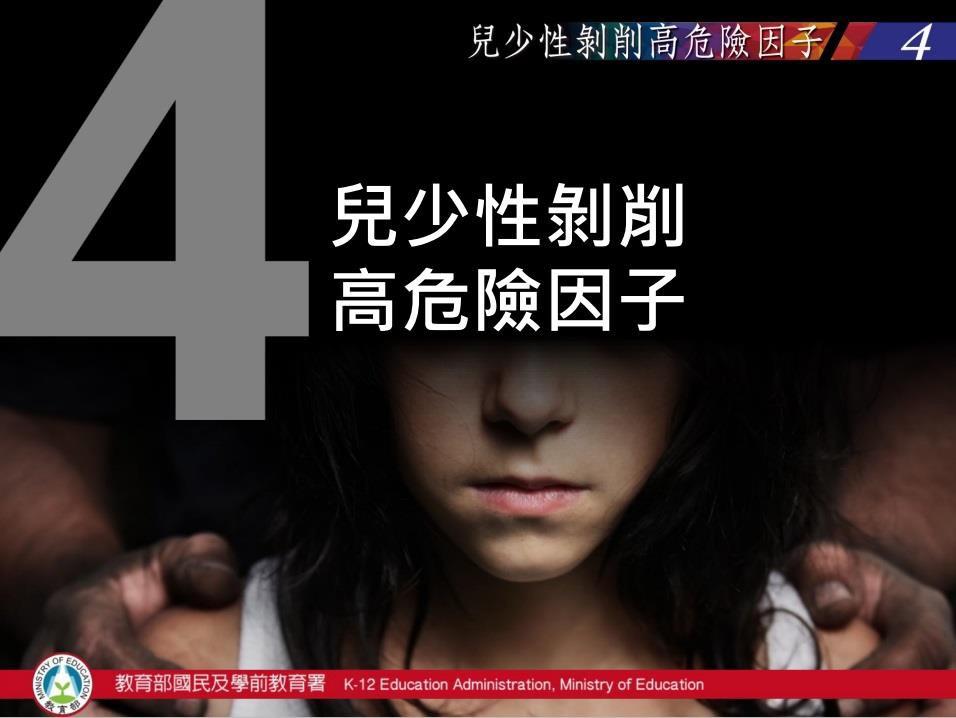 兒少性剝削高危險因子 4
4
兒少性剝削
高危險因子
MINISTRY OF EDUCATION
教育部
教育部國民及學前教育署 K-12 Education Administration, Ministry of Education